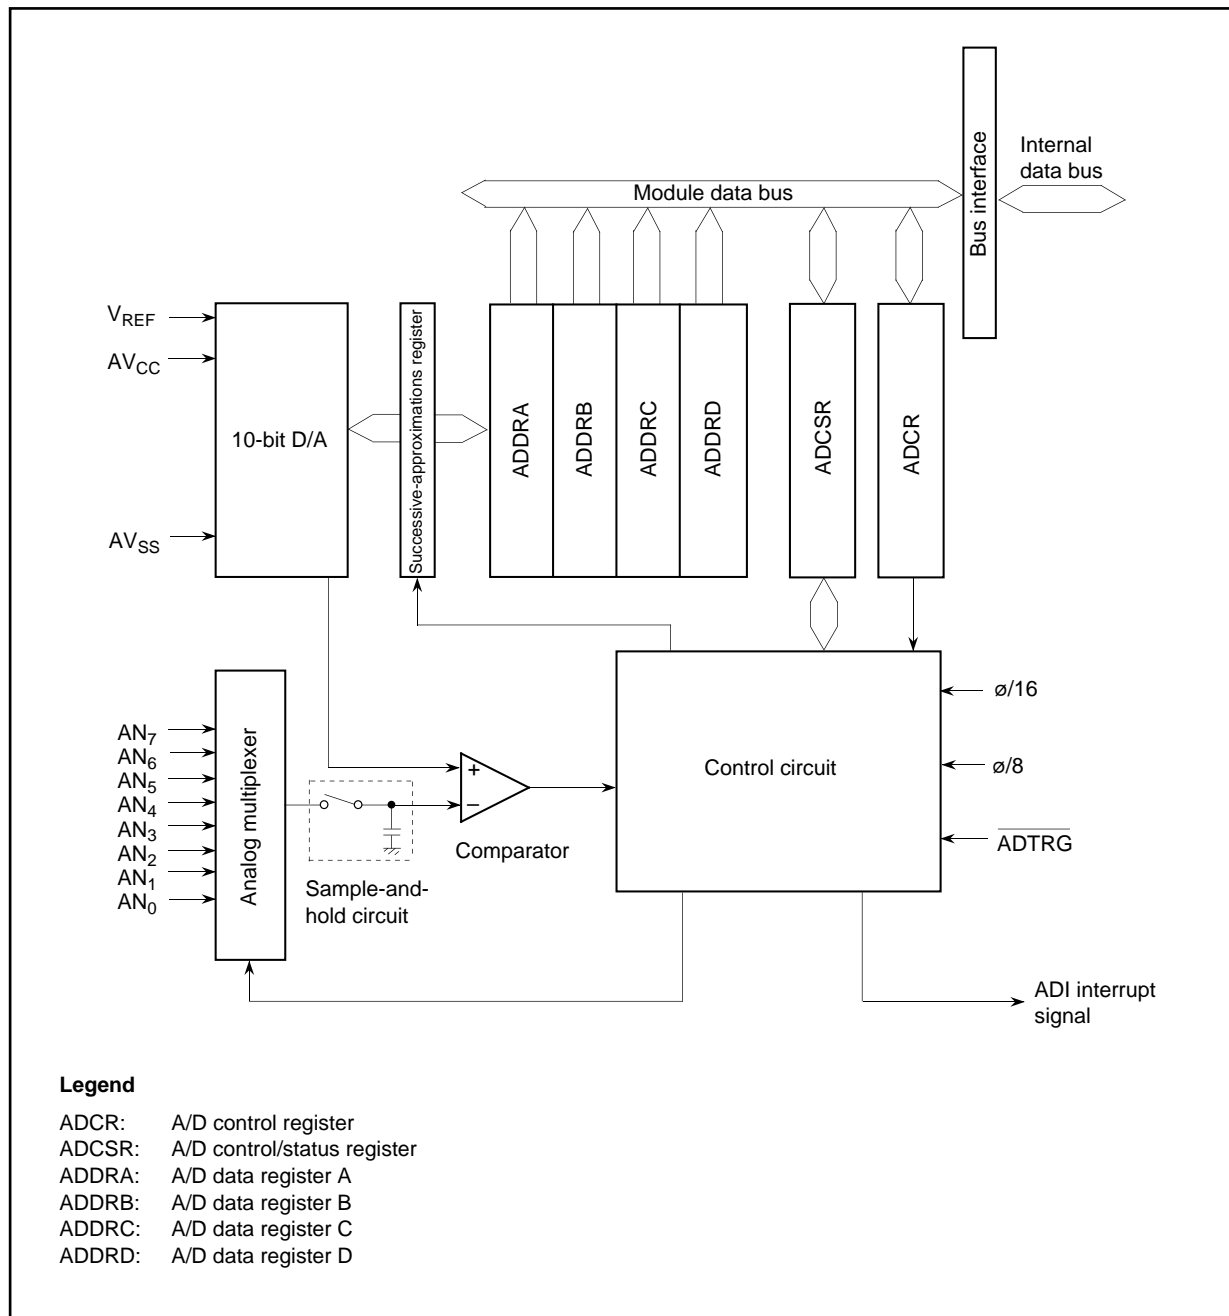 Internal
data bus
Bus interface
Module data bus
V_REF
AV_CC
AV_SS
10-bit D/A
Successive-approximations register
ADDRA
ADDRB
ADDRC
ADDRD
ADCSR
ADCR
AN_7
AN_6
AN_5
AN_4
AN_3
AN_2
AN_1
AN_0
Analog multiplexer
Sample-and-
hold circuit
+
−
Comparator
Control circuit
ø/16
ø/8
A̅D̅T̅R̅G̅
ADI interrupt
signal
Legend
ADCR: A/D control register
ADCSR: A/D control/status register
ADDRA: A/D data register A
ADDRB: A/D data register B
ADDRC: A/D data register C
ADDRD: A/D data register D